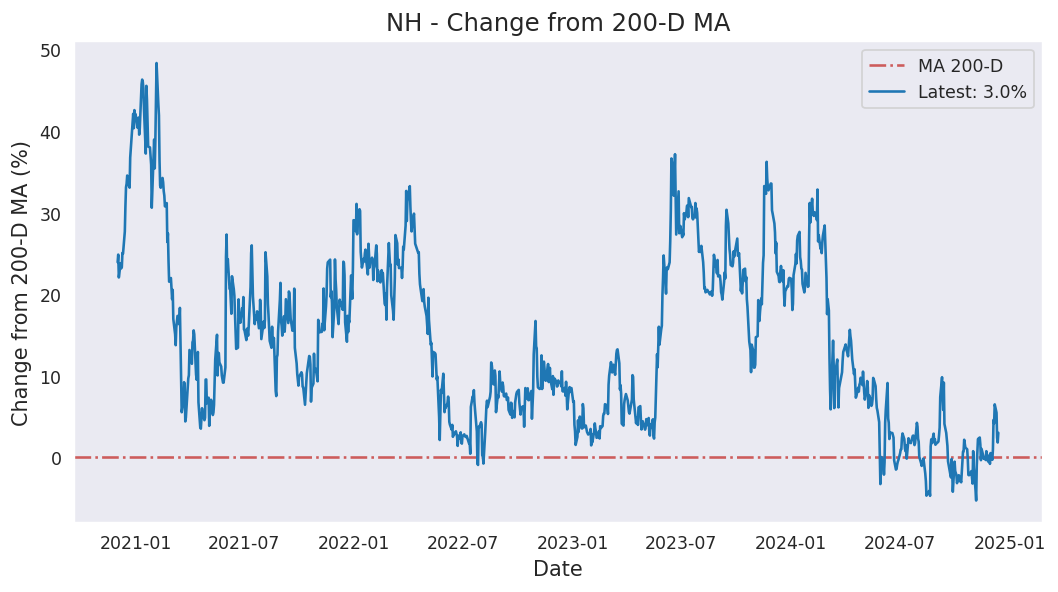 NH - Change from 200-D MA
Change from 200-D MA (%)
50
40
30
20
10
0
MA 200-D
Latest: 3.0%
2021-01 2021-07 2022-01 2022-07 2023-01 2023-07 2024-01 2024-07 2025-01
Date